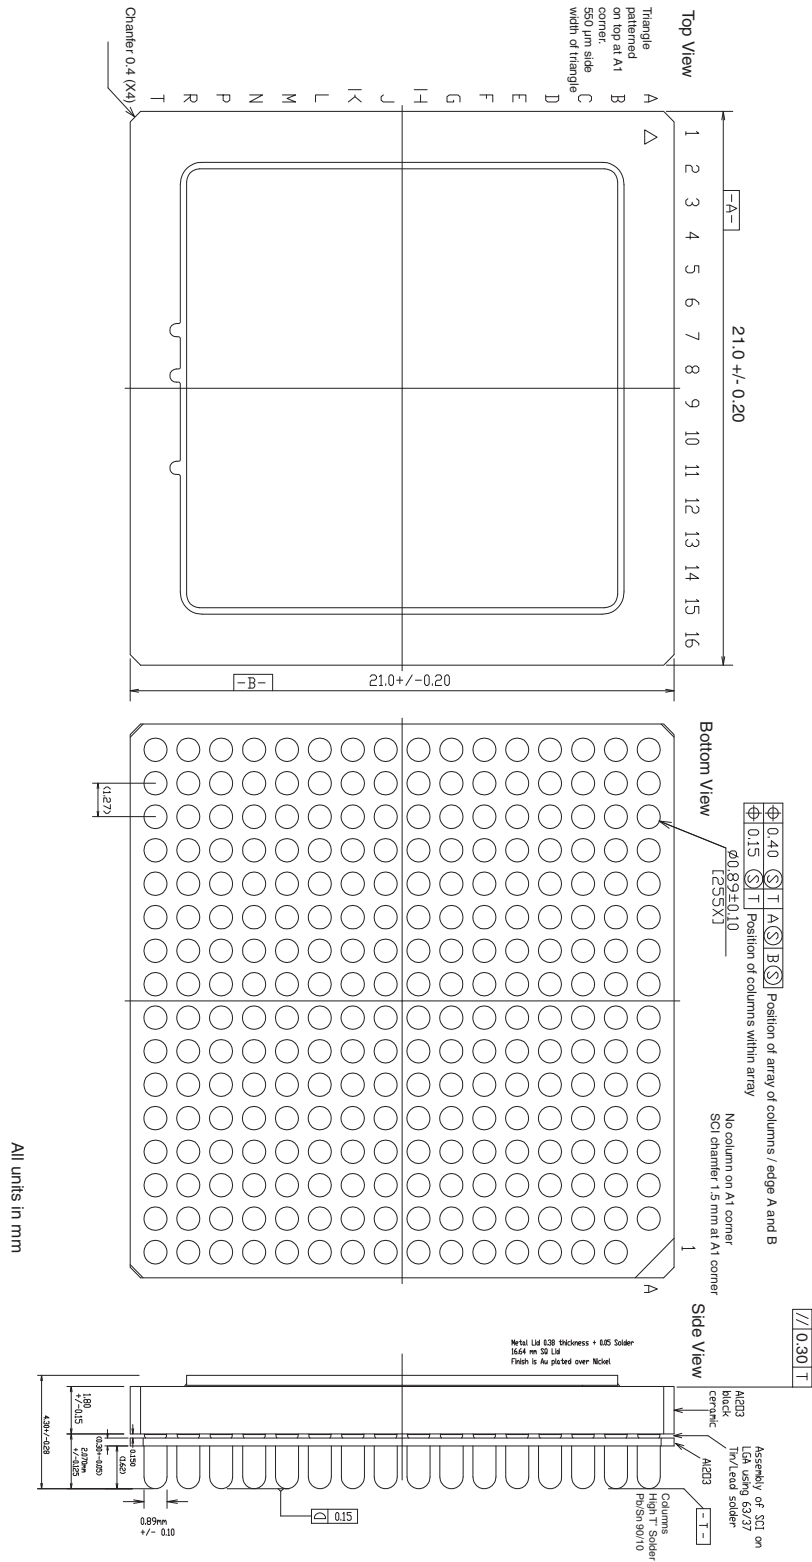 Top View
Triangle
patterned
on top at A1
corner.
550 µm side
width of triangle
Chanfer 0.4 (X4)
A B C D E F G H J K L M N P R T
1 2 3 4 5 6 7 8 9 10 11 12 13 14 15 16
-A-
21.0 +/- 0.20
-B-
21.0+/-0.20
Bottom View
⌖ 0.40 Ⓢ T A Ⓢ B Ⓢ Position of array of columns / edge A and B
⌖ 0.15 Ⓢ T Position of columns within array
Ø0.89±0.10
[255X]
(1.27)
No column on A1 corner
SCI chamfer 1.5 mm at A1 corner
1
A
Side View
// 0.30 T
Metal Lid 0.38 thickness + 0.05 Solder
16.64 mm SQ Lid
Finish is Au plated over Nickel
Al2O3
black
ceramic
Assembly of SCI on
LGA using 63/37
Tin/Lead solder
Al2O3
-T-
Columns
High T° Solder
Pb/Sn 90/10
0.150
(0.30+-0.05)
(1.62)
1.80
+/-0.15
2.070mm
+/-0.125
4.30+/-0.28
0.89mm
+/- 0.10
0.15
All units in mm